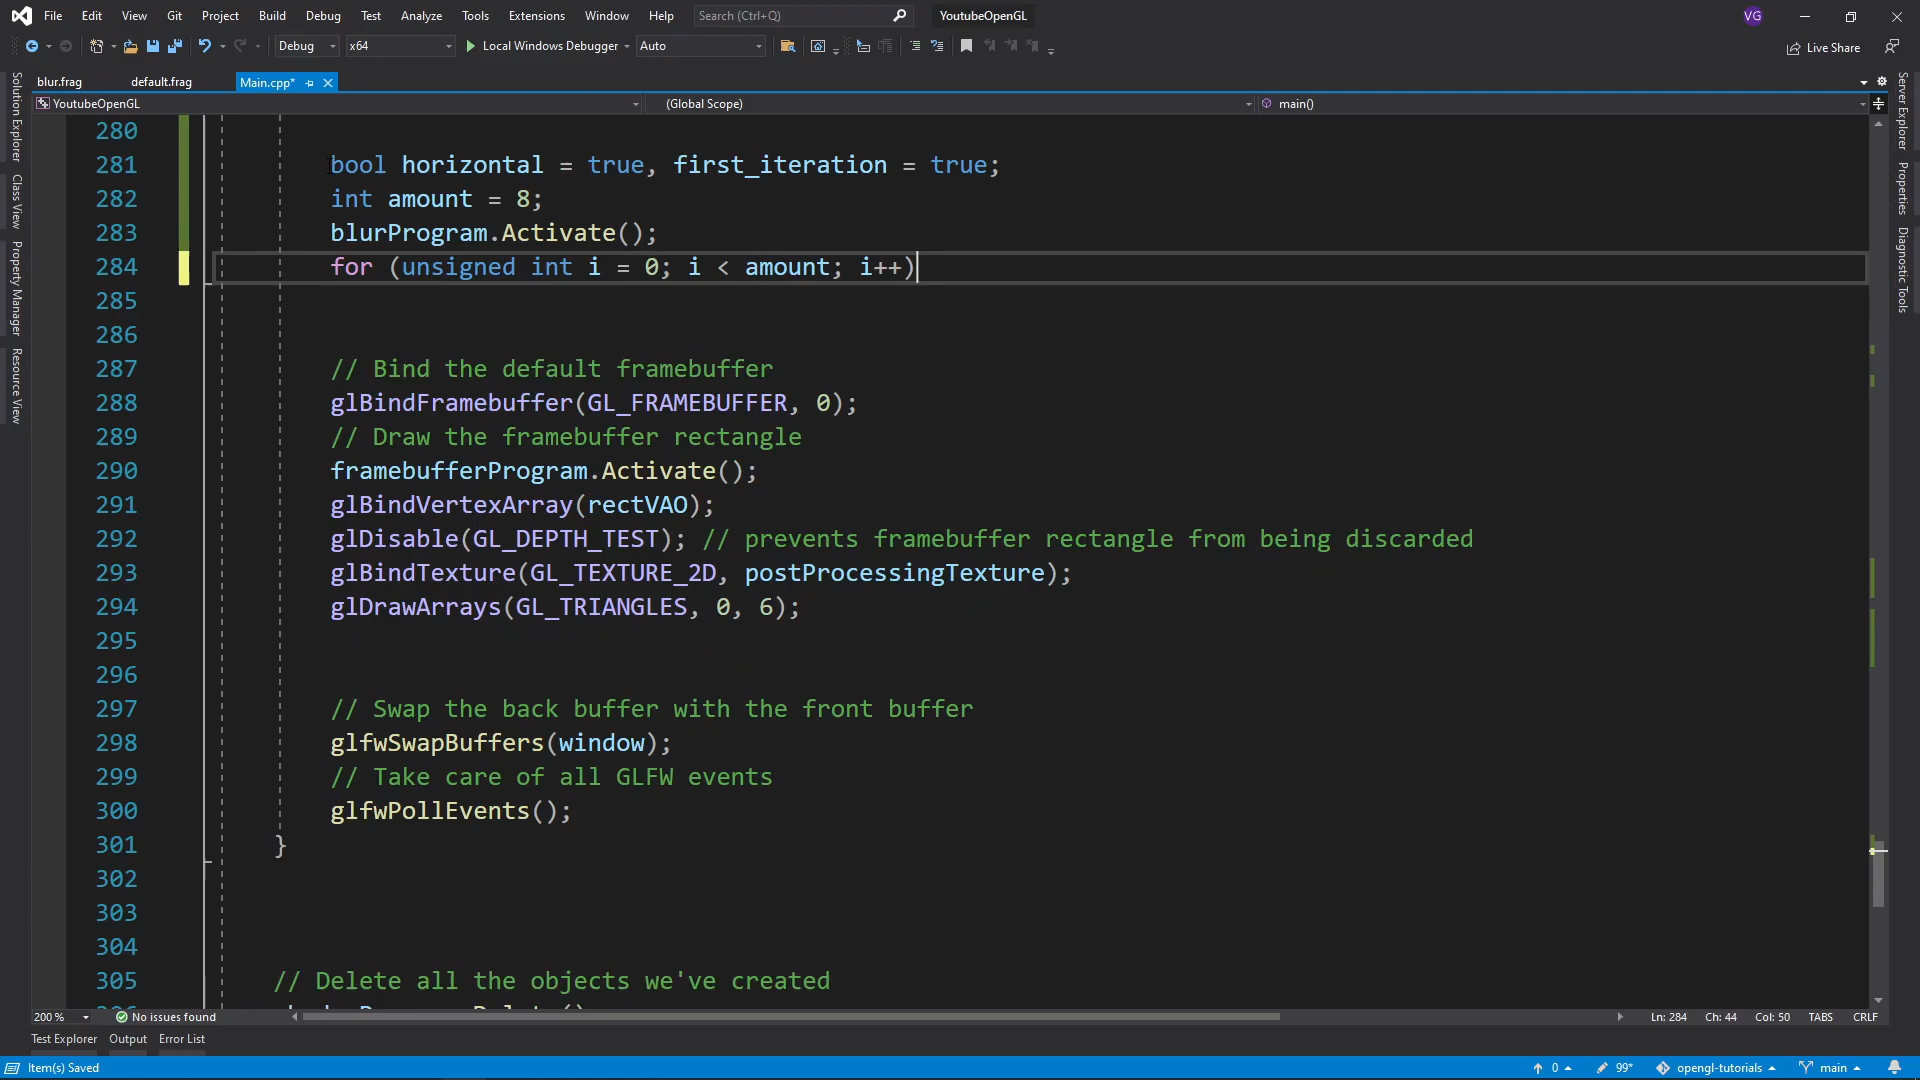 File Edit View Git Project Build Debug Test Analyze Tools Extensions Window Help Search (Ctrl+Q) YoutubeOpenGL VG
Debug x64 Local Windows Debugger Auto Live Share
blur.frag default.frag Main.cpp*
YoutubeOpenGL (Global Scope) main()
Solution Explorer
Class View
Property Manager
Resource View
280
281 bool horizontal = true, first_iteration = true;
282 int amount = 8;
283 blurProgram.Activate();
284 for (unsigned int i = 0; i < amount; i++)
285
286
287 // Bind the default framebuffer
288 glBindFramebuffer(GL_FRAMEBUFFER, 0);
289 // Draw the framebuffer rectangle
290 framebufferProgram.Activate();
291 glBindVertexArray(rectVAO);
292 glDisable(GL_DEPTH_TEST); // prevents framebuffer rectangle from being discarded
293 glBindTexture(GL_TEXTURE_2D, postProcessingTexture);
294 glDrawArrays(GL_TRIANGLES, 0, 6);
295
296
297 // Swap the back buffer with the front buffer
298 glfwSwapBuffers(window);
299 // Take care of all GLFW events
300 glfwPollEvents();
301 }
302
303
304
305 // Delete all the objects we've created
Server Explorer
Properties
Diagnostic Tools
200 % No issues found Ln: 284 Ch: 44 Col: 50 TABS CRLF
Test Explorer Output Error List
Item(s) Saved 0 99* opengl-tutorials main